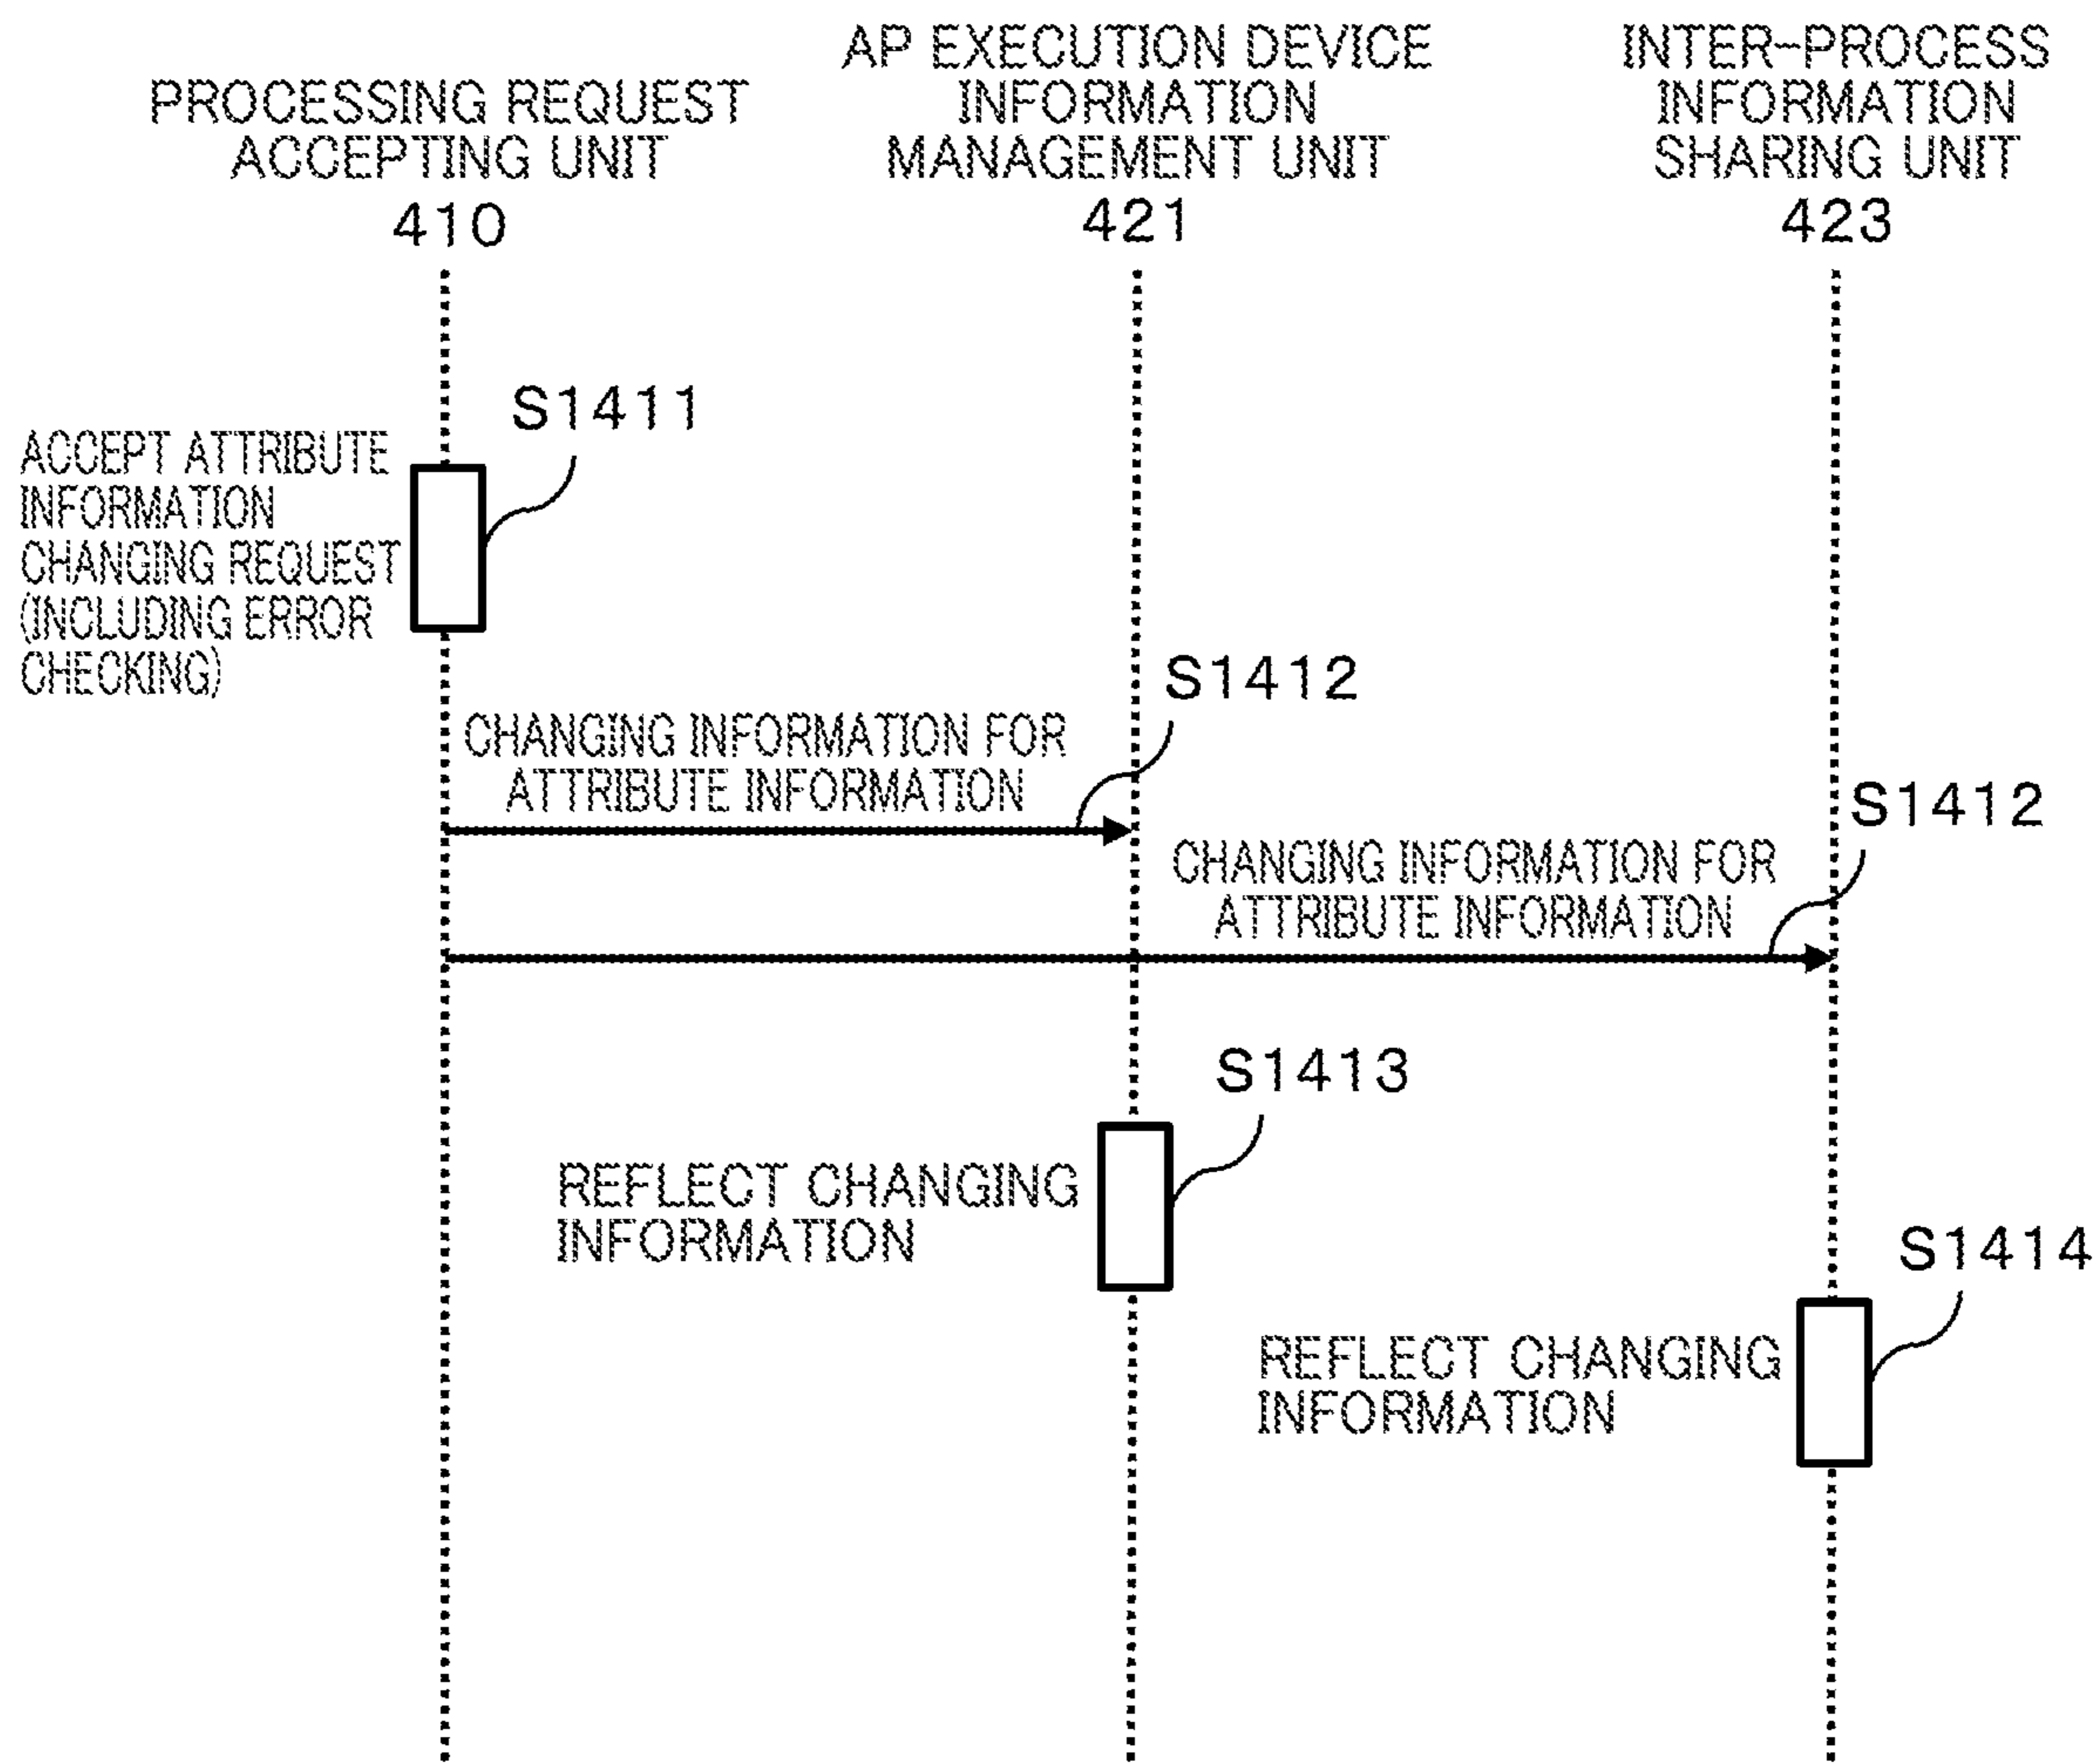 PROCESSING REQUEST
ACCEPTING UNIT
410
AP EXECUTION DEVICE
INFORMATION
MANAGEMENT UNIT
421
INTER-PROCESS
INFORMATION
SHARING UNIT
423
S1411
ACCEPT ATTRIBUTE
INFORMATION
CHANGING REQUEST
(INCLUDING ERROR
CHECKING)
S1412
CHANGING INFORMATION FOR
ATTRIBUTE INFORMATION
S1412
CHANGING INFORMATION FOR
ATTRIBUTE INFORMATION
S1413
REFLECT CHANGING
INFORMATION
S1414
REFLECT CHANGING
INFORMATION